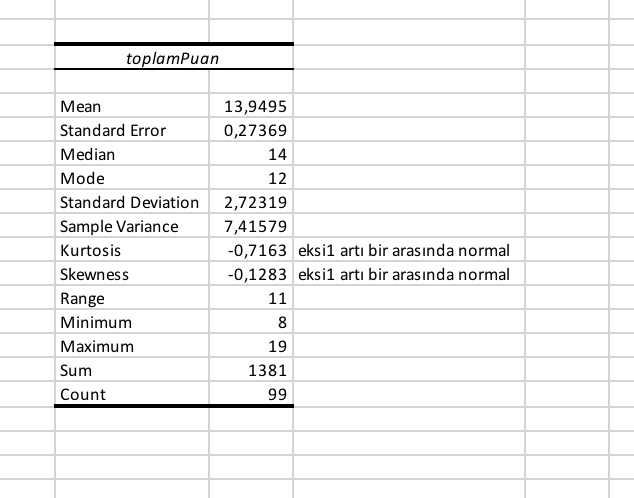 toplamPuan
Mean 13,9495
Standard Error 0,27369
Median 14
Mode 12
Standard Deviation 2,72319
Sample Variance 7,41579
Kurtosis -0,7163 eksi1 artı bir arasında normal
Skewness -0,1283 eksi1 artı bir arasında normal
Range 11
Minimum 8
Maximum 19
Sum 1381
Count 99